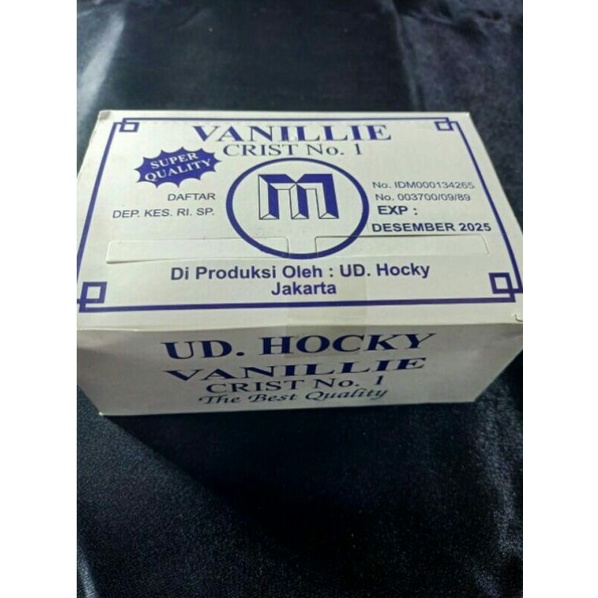 VANILLIE
CRIST No. 1
SUPER
QUALITY
DAFTAR
DEP. KES. RI. SP.
M
No. IDM000134265
No. 003700/09/89
EXP :
DESEMBER 2025
Di Produksi Oleh : UD. Hocky
Jakarta
UD. HOCKY
VANILLIE
CRIST No. 1
The Best Quality